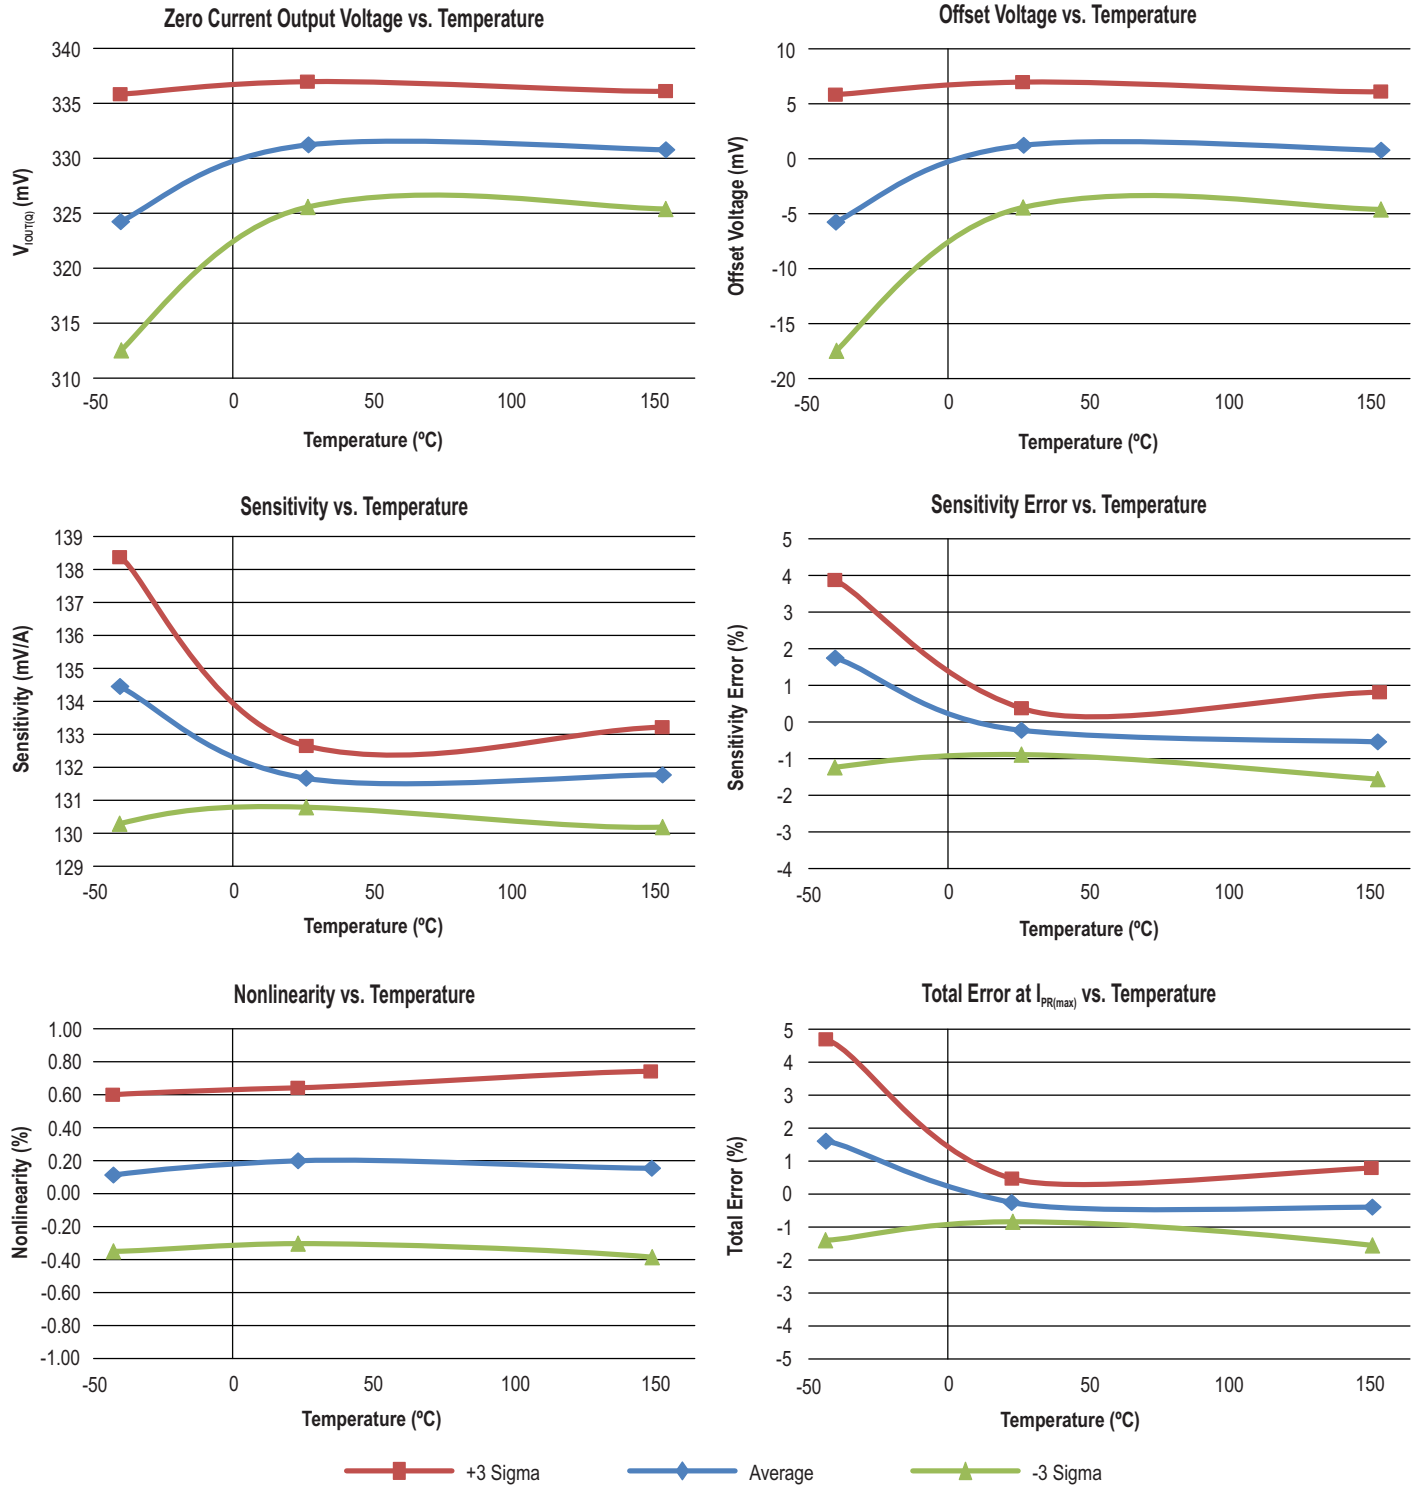 Zero Current Output Voltage vs. Temperature
340
335
330
325
320
315
310
V_IOUT(Q) (mV)
-50 0 50 100 150
Temperature (ºC)
Offset Voltage vs. Temperature
10
5
0
-5
-10
-15
-20
Offset Voltage (mV)
-50 0 50 100 150
Temperature (ºC)
Sensitivity vs. Temperature
139
138
137
136
135
134
133
132
131
130
129
Sensitivity (mV/A)
-50 0 50 100 150
Temperature (ºC)
Sensitivity Error vs. Temperature
5
4
3
2
1
0
-1
-2
-3
-4
Sensitivity Error (%)
-50 0 50 100 150
Temperature (ºC)
Nonlinearity vs. Temperature
1.00
0.80
0.60
0.40
0.20
0.00
-0.20
-0.40
-0.60
-0.80
-1.00
Nonlinearity (%)
-50 0 50 100 150
Temperature (ºC)
Total Error at I_PR(max) vs. Temperature
5
4
3
2
1
0
-1
-2
-3
-4
-5
Total Error (%)
-50 0 50 100 150
Temperature (ºC)
+3 Sigma
Average
-3 Sigma